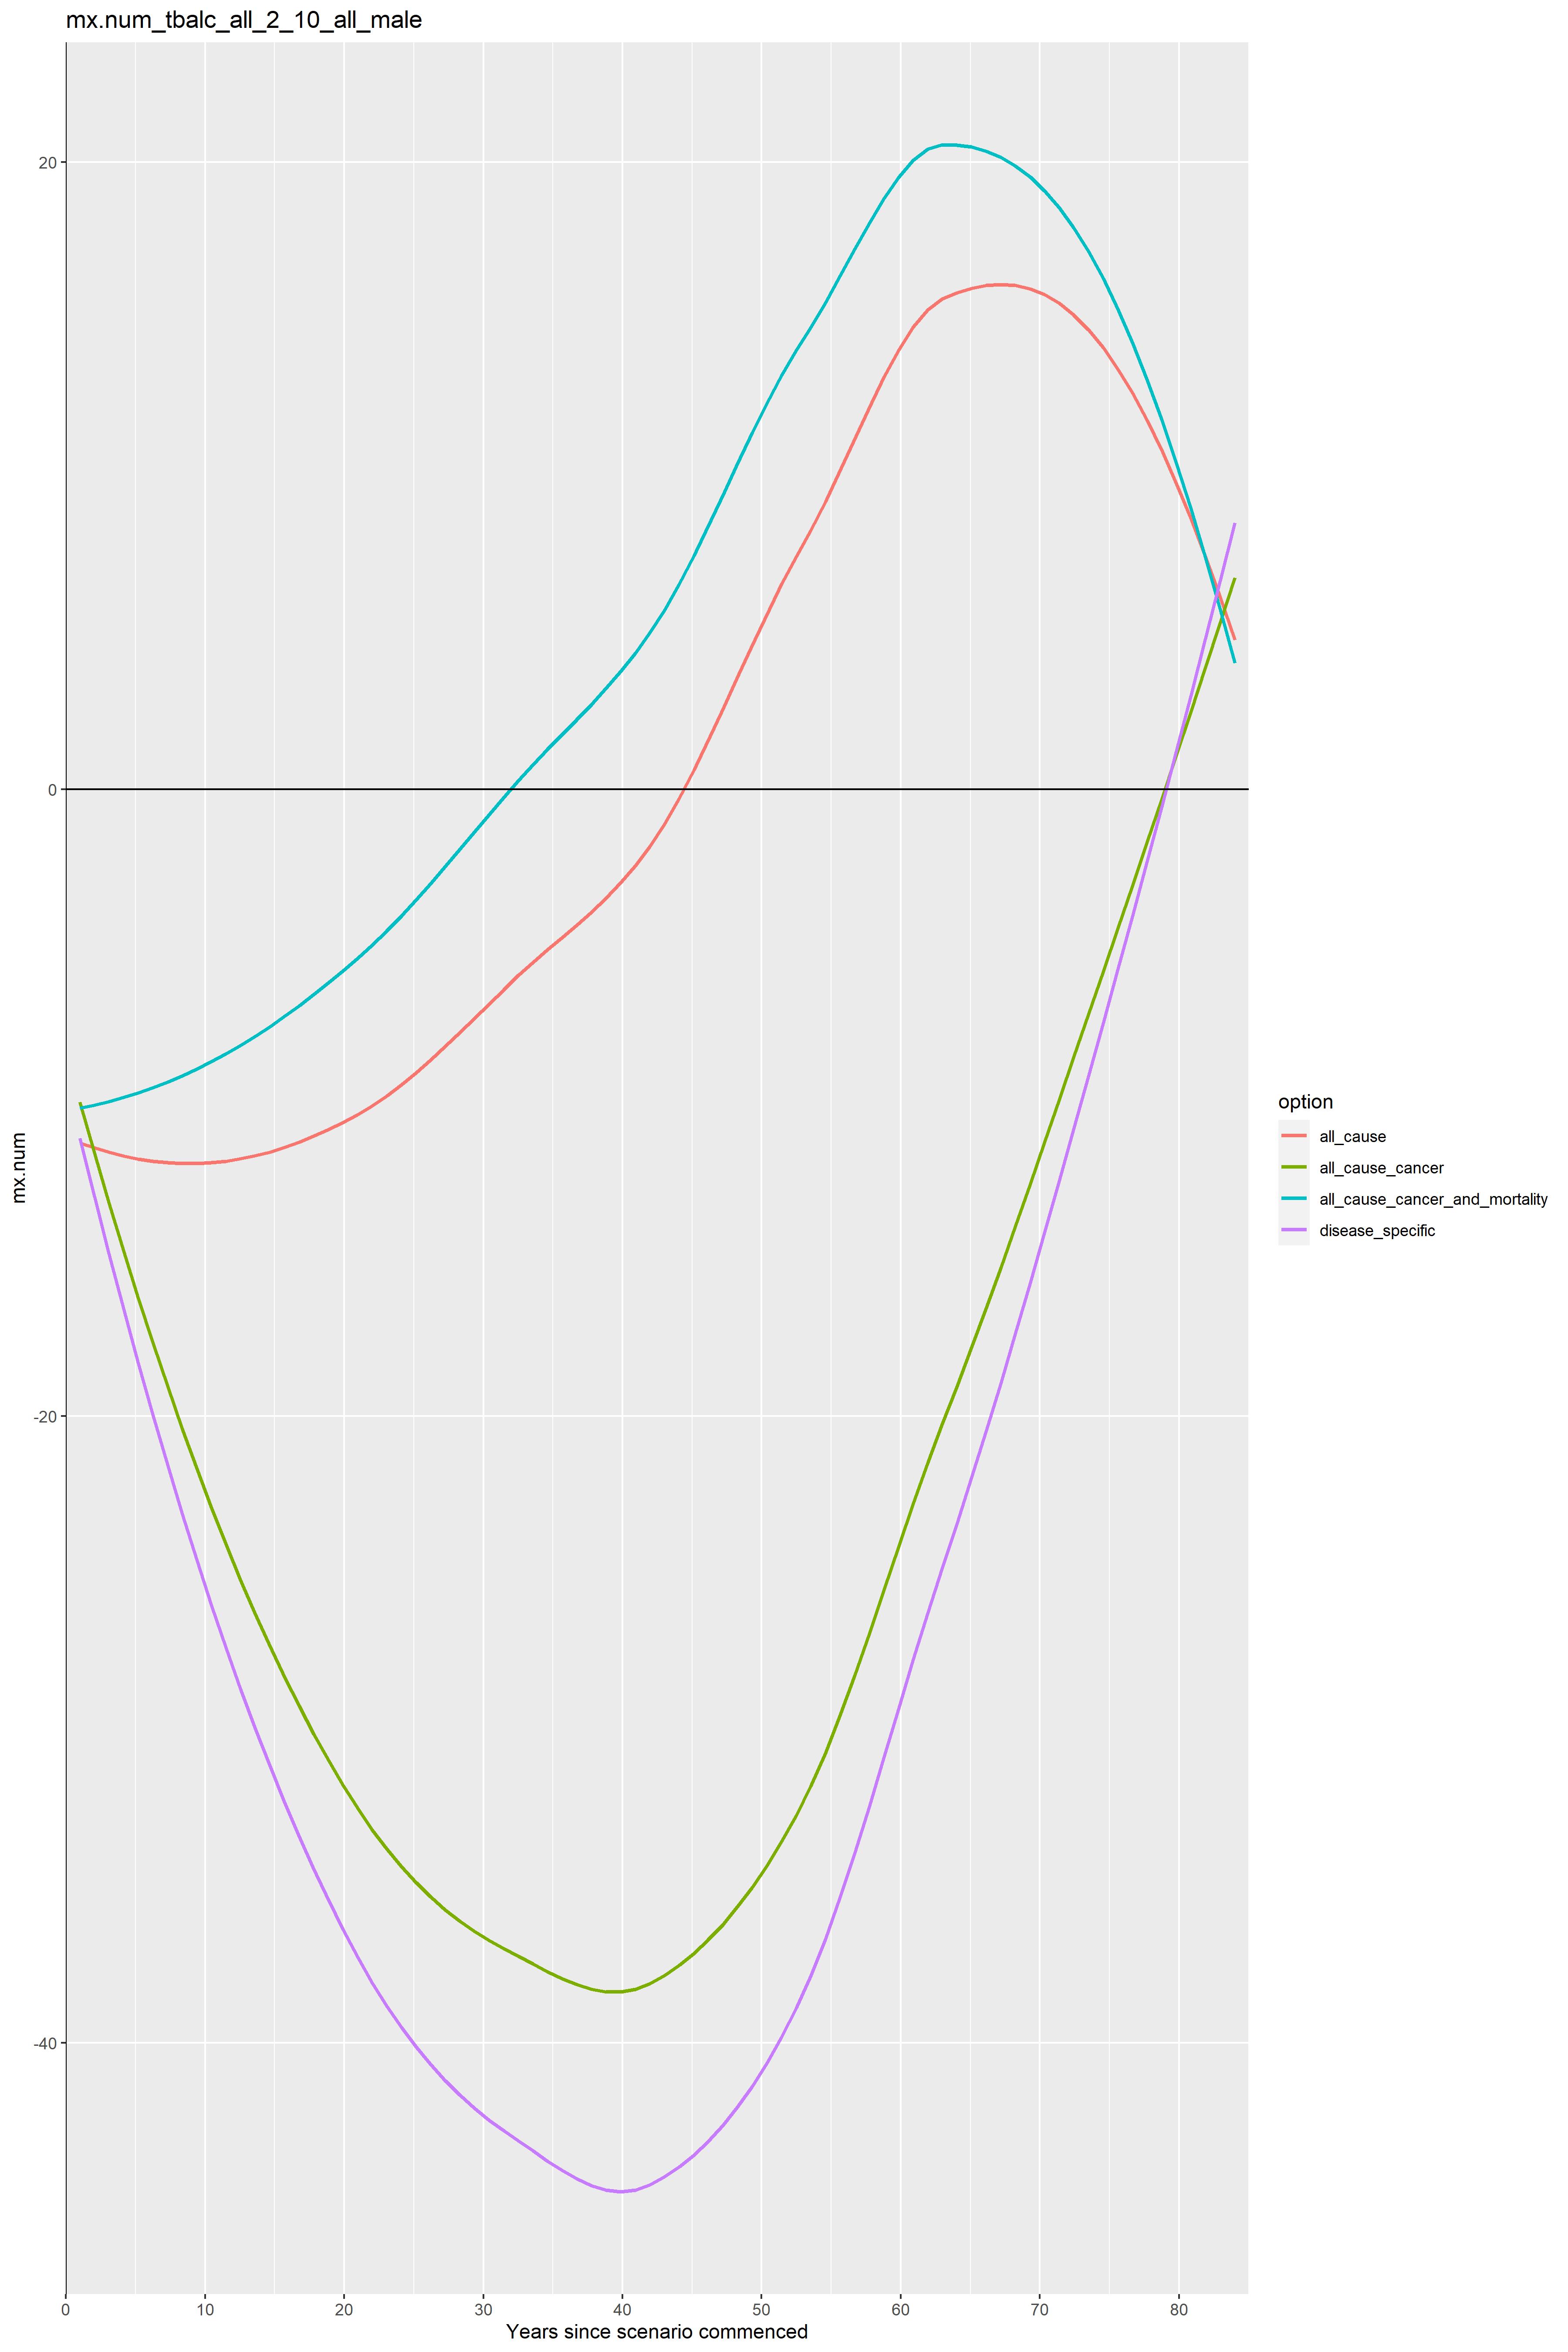 mx.num_tbalc_all_2_10_all_male
20
0
-20
-40
mx.num
0 10 20 30 40 50 60 70 80
Years since scenario commenced
option
all_cause
all_cause_cancer
all_cause_cancer_and_mortality
disease_specific